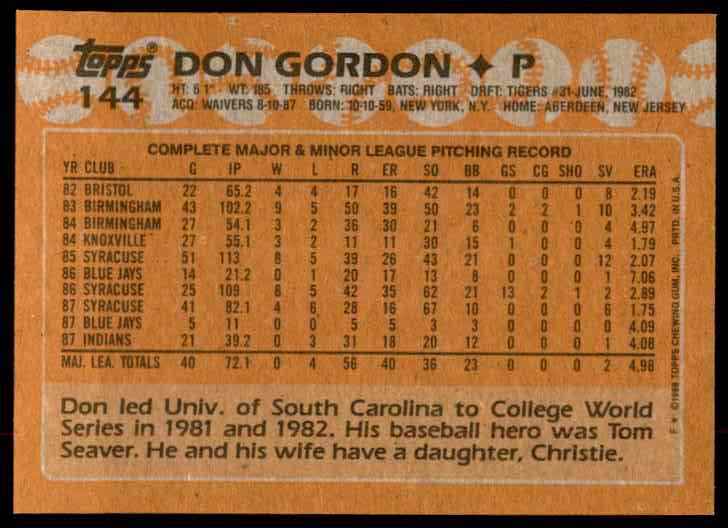 topps® DON GORDON ✦ P
144 HT: 6'1" WT: 185 THROWS: RIGHT BATS: RIGHT DRFT: TIGERS #31-JUNE, 1982
ACQ: WAIVERS 8-10-87 BORN: 10-10-59, NEW YORK, N.Y. HOME: ABERDEEN, NEW JERSEY
COMPLETE MAJOR & MINOR LEAGUE PITCHING RECORD
YR CLUB G IP W L R ER SO BB GS CG SHO SV ERA
82 BRISTOL 22 65.2 4 4 17 16 42 14 0 0 0 8 2.19
83 BIRMINGHAM 43 102.2 9 5 50 39 50 23 2 2 1 10 3.42
84 BIRMINGHAM 27 54.1 3 2 36 30 21 6 0 0 0 4 4.97
84 KNOXVILLE 27 55.1 3 2 11 11 30 15 1 0 0 4 1.79
85 SYRACUSE 51 113 8 5 39 26 43 21 0 0 0 12 2.07
86 BLUE JAYS 14 21.2 0 1 20 17 13 8 0 0 0 1 7.06
86 SYRACUSE 25 109 8 5 42 35 62 21 13 2 1 2 2.89
87 SYRACUSE 41 82.1 4 6 28 16 67 10 0 0 0 6 1.75
87 BLUE JAYS 5 11 0 0 5 5 3 3 0 0 0 0 4.09
87 INDIANS 21 39.2 0 3 31 18 20 12 0 0 0 1 4.08
MAJ. LEA. TOTALS 40 72.1 0 4 56 40 36 23 0 0 0 2 4.98
Don led Univ. of South Carolina to College World
Series in 1981 and 1982. His baseball hero was Tom
Seaver. He and his wife have a daughter, Christie.
F* ©1988 TOPPS CHEWING GUM, INC. PRTD. IN U.S.A.